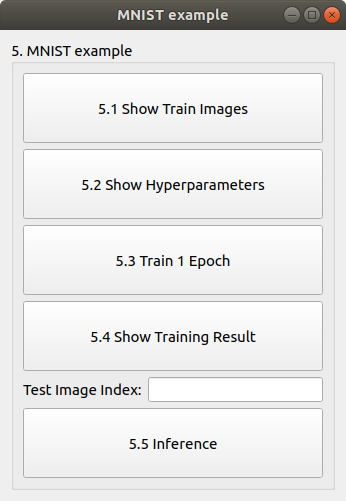 MNIST example
5. MNIST example
5.1 Show Train Images
5.2 Show Hyperparameters
5.3 Train 1 Epoch
5.4 Show Training Result
Test Image Index:
5.5 Inference